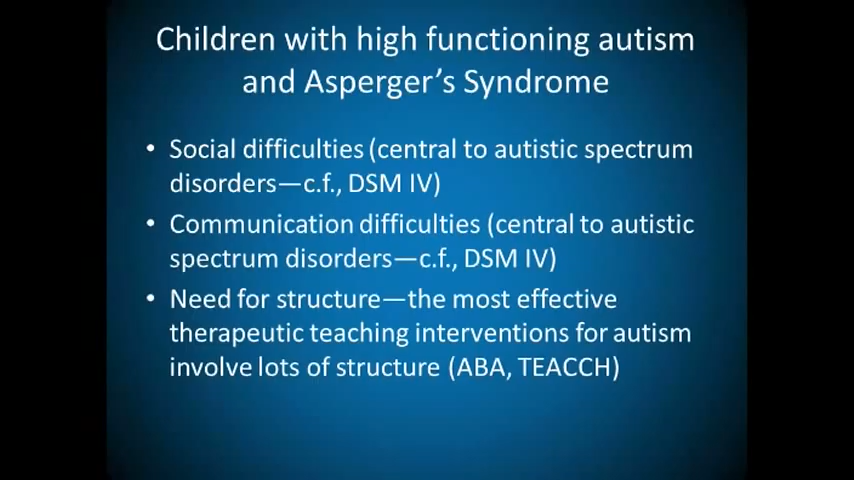 Children with high functioning autism
and Asperger’s Syndrome
• Social difficulties (central to autistic spectrum
disorders—c.f., DSM IV)
• Communication difficulties (central to autistic
spectrum disorders—c.f., DSM IV)
• Need for structure—the most effective
therapeutic teaching interventions for autism
involve lots of structure (ABA, TEACCH)